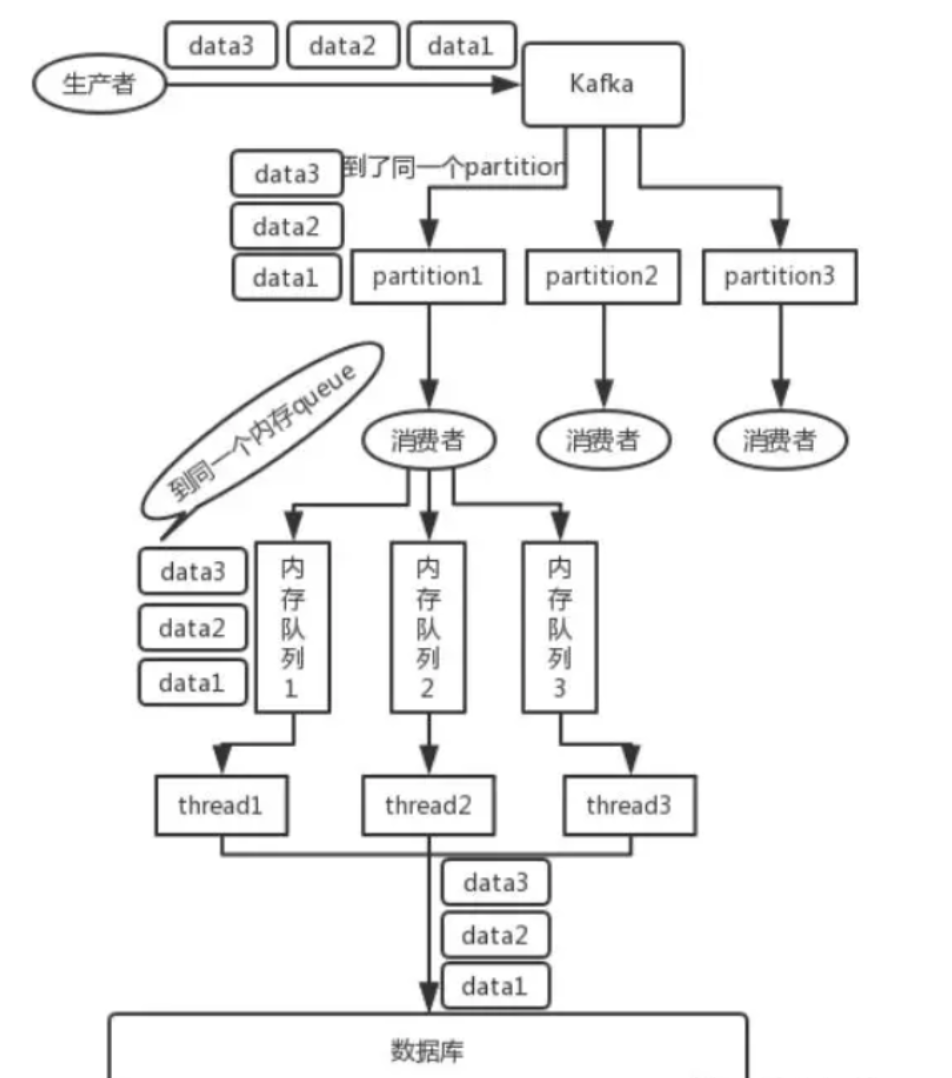 data3 data2 data1
生产者
Kafka
data3
到了同一个partition
data2
data1
partition1
partition2
partition3
到同一个内存queue
消费者
消费者
消费者
data3
data2
data1
内存队列1
内存队列2
内存队列3
thread1
thread2
thread3
data3
data2
data1
数据库